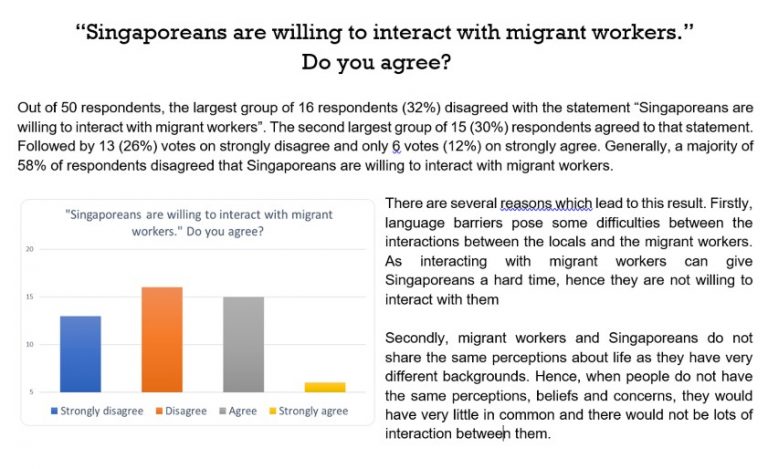 “Singaporeans are willing to interact with migrant workers.”
Do you agree?
Out of 50 respondents, the largest group of 16 respondents (32%) disagreed with the statement “Singaporeans are
willing to interact with migrant workers”. The second largest group of 15 (30%) respondents agreed to that statement.
Followed by 13 (26%) votes on strongly disagree and only 6 votes (12%) on strongly agree. Generally, a majority of
58% of respondents disagreed that Singaporeans are willing to interact with migrant workers.
"Singaporeans are willing to interact with migrant
workers." Do you agree?
20
15
10
5
Strongly disagree Disagree Agree Strongly agree
There are several reasons which lead to this result. Firstly,
language barriers pose some difficulties between the
interactions between the locals and the migrant workers.
As interacting with migrant workers can give
Singaporeans a hard time, hence they are not willing to
interact with them
Secondly, migrant workers and Singaporeans do not
share the same perceptions about life as they have very
different backgrounds. Hence, when people do not have
the same perceptions, beliefs and concerns, they would
have very little in common and there would not be lots of
interaction between them.